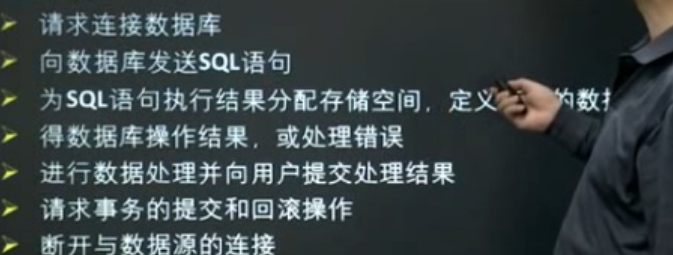 请求连接数据库
向数据库发送SQL语句
为SQL语句执行结果分配存储空间，定义的数
得数据库操作结果，或处理错误
进行数据处理并向用户提交处理结果
请求事务的提交和回滚操作
断开与数据源的连接